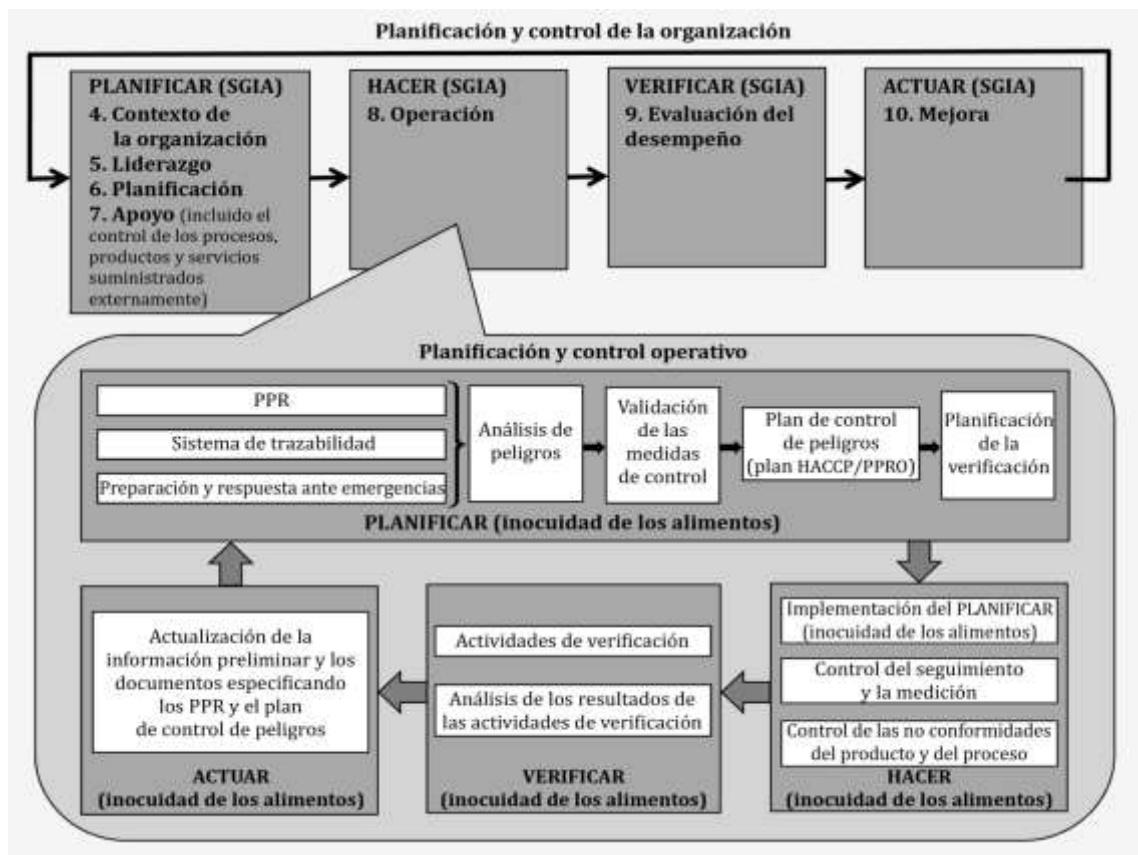 Planificación y control de la organización
PLANIFICAR (SGIA)
4. Contexto de
la organización
5. Liderazgo
6. Planificación
7. Apoyo (incluido el
control de los procesos,
productos y servicios
suministrados
externamente)
HACER (SGIA)
8. Operación
VERIFICAR (SGIA)
9. Evaluación del
desempeño
ACTUAR (SGIA)
10. Mejora
Planificación y control operativo
PPR
Sistema de trazabilidad
Preparación y respuesta ante emergencias
Análisis de
peligros
Validación
de las
medidas
de control
Plan de control
de peligros
(plan HACCP/PPRO)
Planificación
de la
verificación
PLANIFICAR (inocuidad de los alimentos)
Actualización de la
información preliminar y los
documentos especificando
los PPR y el plan
de control de peligros
ACTUAR
(inocuidad de los alimentos)
Actividades de verificación
Análisis de los resultados de
las actividades de verificación
VERIFICAR
(inocuidad de los alimentos)
Implementación del PLANIFICAR
(inocuidad de los alimentos)
Control del seguimiento
y la medición
Control de las no conformidades
del producto y del proceso
HACER
(inocuidad de los alimentos)